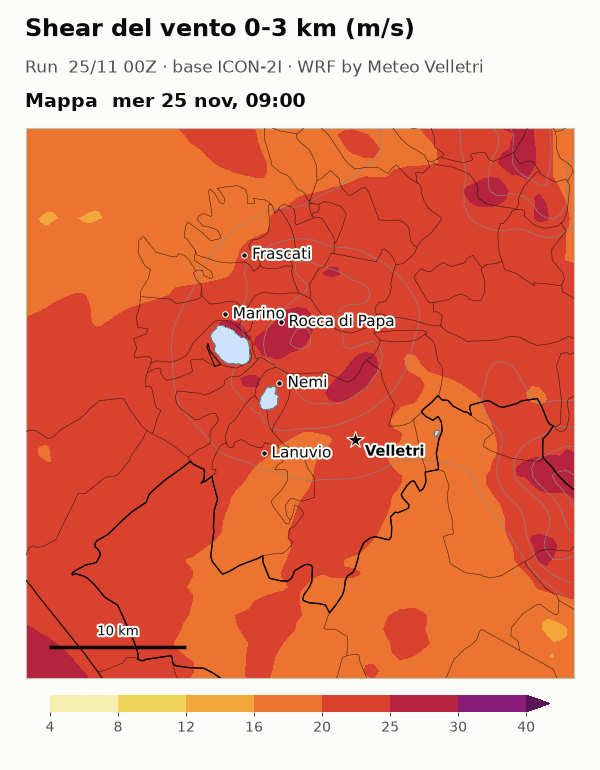 Shear del vento 0-3 km (m/s)
Run  25/11 00Z · base ICON-2I · WRF by Meteo Velletri
Mappa  mer 25 nov, 09:00
Frascati
Marino
Rocca di Papa
Nemi
Velletri
Lanuvio
10 km
4 8 12 16 20 25 30 40